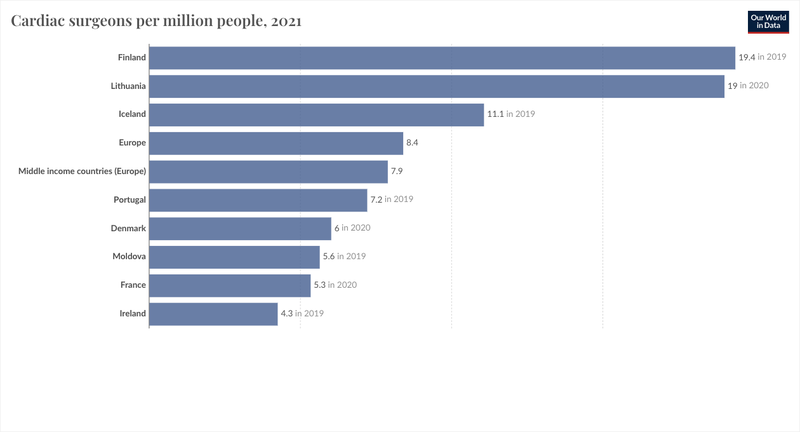 Cardiac surgeons per million people, 2021
Our World
in Data
Finland 19.4 in 2019
Lithuania 19 in 2020
Iceland 11.1 in 2019
Europe 8.4
Middle income countries (Europe) 7.9
Portugal 7.2 in 2019
Denmark 6 in 2020
Moldova 5.6 in 2019
France 5.3 in 2020
Ireland 4.3 in 2019